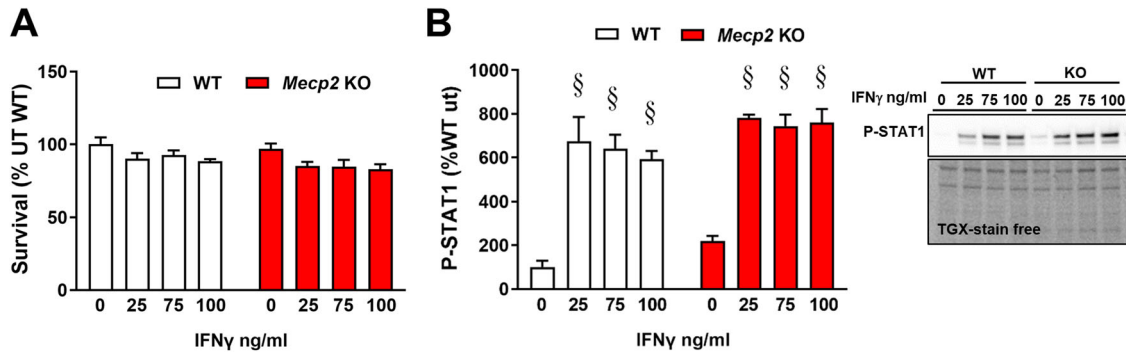 A
WT Mecp2 KO
Survival (% UT WT)
150
100
50
0
0 25 75 100 0 25 75 100
IFNγ ng/ml
B
WT Mecp2 KO
P-STAT1 (%WT ut)
1000
800
600
400
200
0
§ § § § § §
0 25 75 100 0 25 75 100
IFNγ ng/ml
WT KO
IFNγ ng/ml 0 25 75 100 0 25 75 100
P-STAT1
TGX-stain free